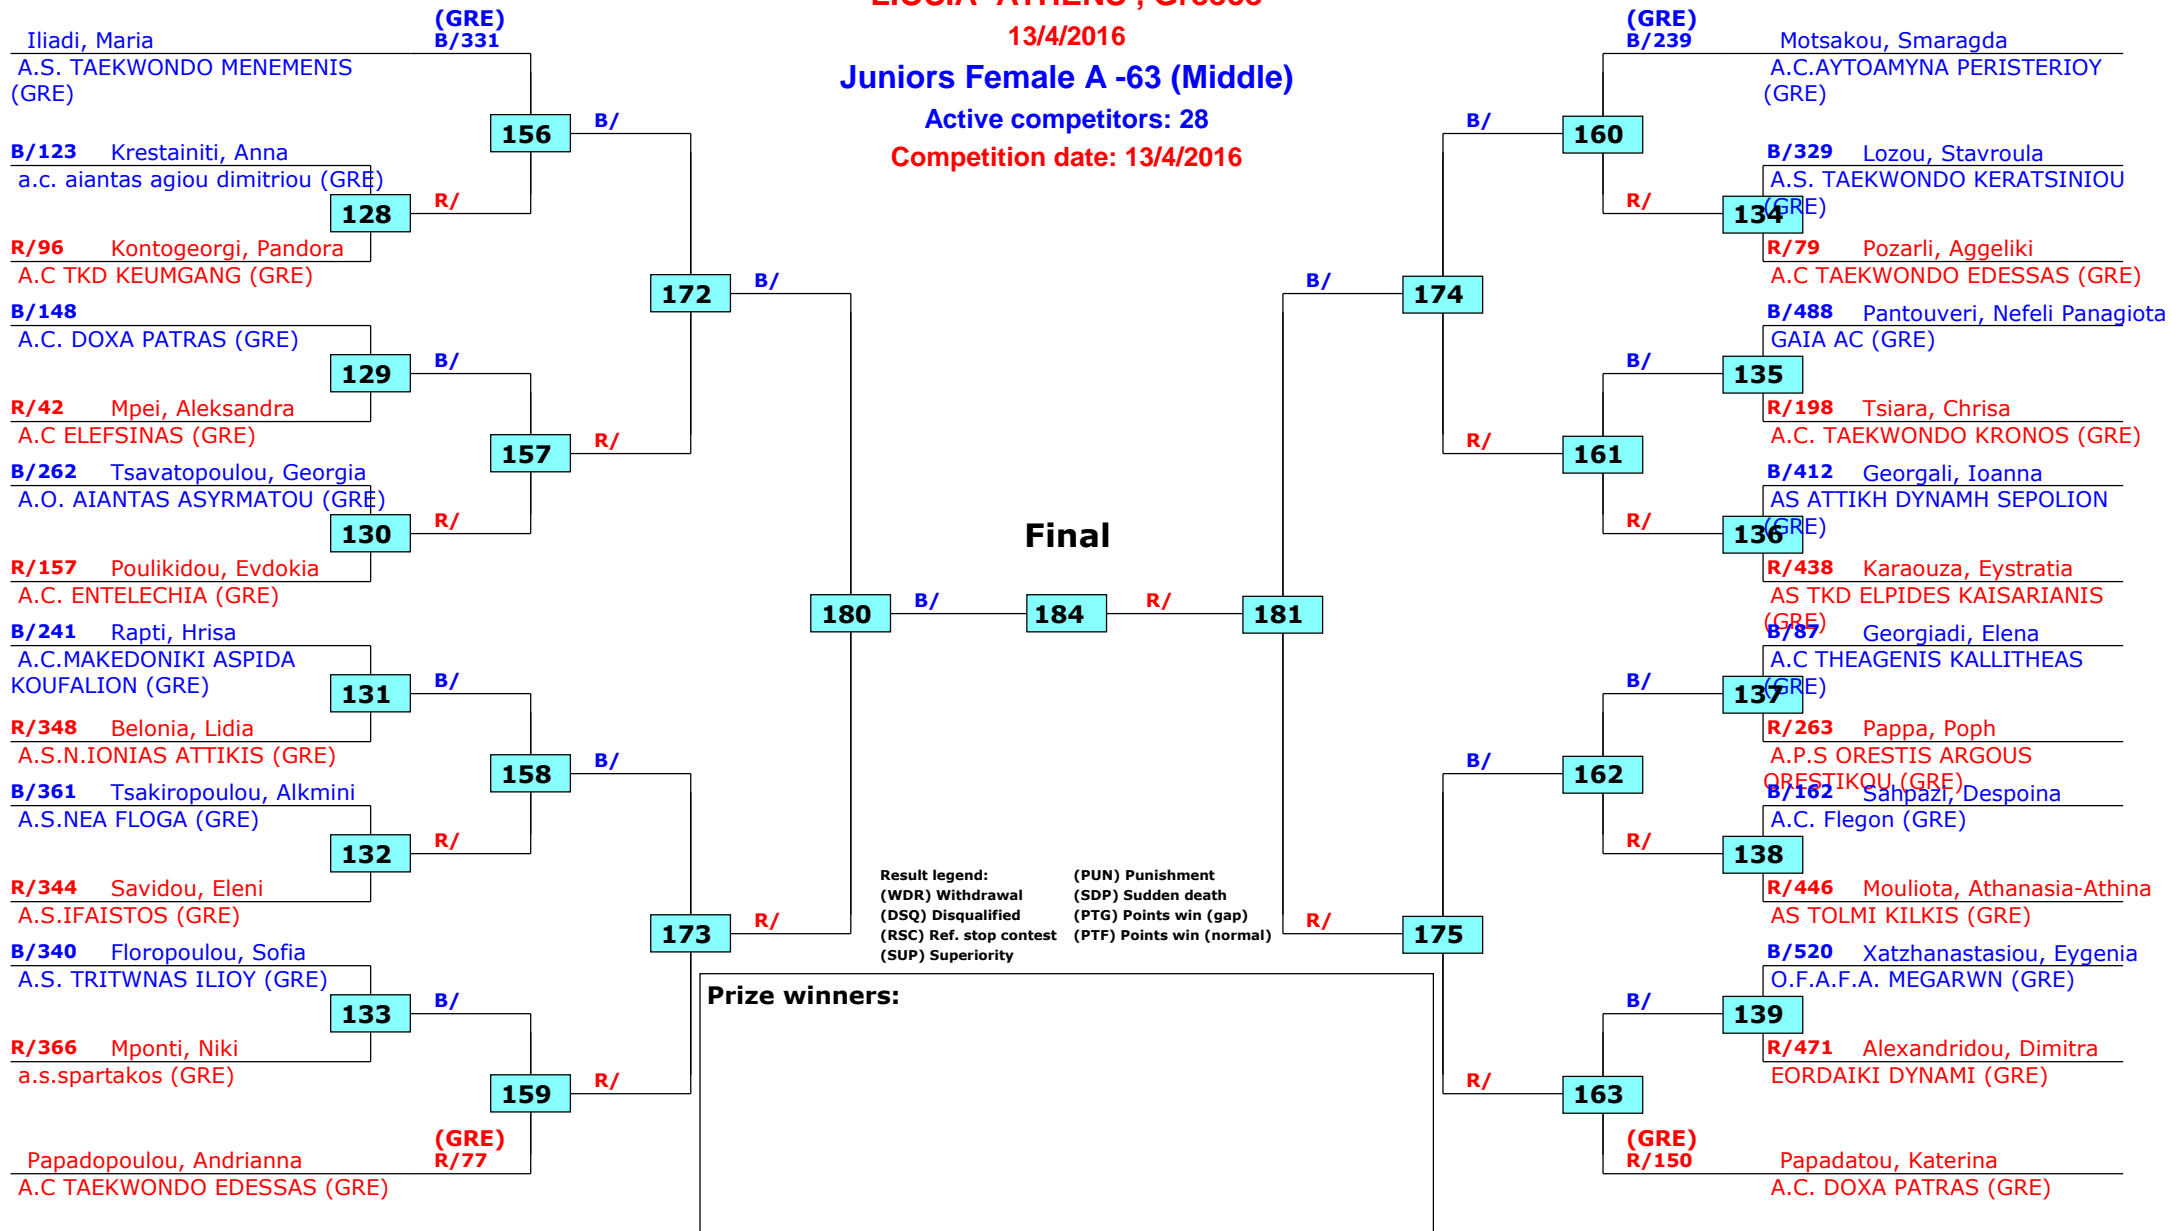 LIOSIA- ATHENS , Greece
13/4/2016
Juniors Female A -63 (Middle)
Active competitors: 28
Competition date: 13/4/2016
(GRE)
Iliadi, Maria B/331
A.S. TAEKWONDO MENEMENIS
(GRE)
156 B/
B/123 Krestainiti, Anna
a.c. aiantas agiou dimitriou (GRE)
128 R/
R/96 Kontogeorgi, Pandora
A.C TKD KEUMGANG (GRE)
172 B/
B/148
A.C. DOXA PATRAS (GRE)
129 B/
R/42 Mpei, Aleksandra
A.C ELEFSINAS (GRE)
157 R/
B/262 Tsavatopoulou, Georgia
A.O. AIANTAS ASYRMATOU (GRE)
130 R/
R/157 Poulikidou, Evdokia
A.C. ENTELECHIA (GRE)
180 B/
B/241 Rapti, Hrisa
A.C.MAKEDONIKI ASPIDA
KOUFALION (GRE)
131 B/
R/348 Belonia, Lidia
A.S.N.IONIAS ATTIKIS (GRE)
158 B/
B/361 Tsakiropoulou, Alkmini
A.S.NEA FLOGA (GRE)
132 R/
R/344 Savidou, Eleni
A.S.IFAISTOS (GRE)
173 R/
B/340 Floropoulou, Sofia
A.S. TRITWNAS ILIOY (GRE)
133 B/
R/366 Mponti, Niki
a.s.spartakos (GRE)
159 R/
(GRE)
Papadopoulou, Andrianna R/77
A.C TAEKWONDO EDESSAS (GRE)
Final
184
(GRE)
B/239 Motsakou, Smaragda
A.C.AYTOAMYNA PERISTERIOY
(GRE)
B/ 160
B/329 Lozou, Stavroula
A.S. TAEKWONDO KERATSINIOU
(GRE)
R/ 134
R/79 Pozarli, Aggeliki
A.C TAEKWONDO EDESSAS (GRE)
B/ 174
B/488 Pantouveri, Nefeli Panagiota
GAIA AC (GRE)
B/ 135
R/198 Tsiara, Chrisa
A.C. TAEKWONDO KRONOS (GRE)
R/ 161
B/412 Georgali, Ioanna
AS ATTIKH DYNAMH SEPOLION
(GRE)
R/ 136
R/438 Karaouza, Eystratia
AS TKD ELPIDES KAISARIANIS
(GRE)
R/ 181
B/87 Georgiadi, Elena
A.C THEAGENIS KALLITHEAS
(GRE)
B/ 137
R/263 Pappa, Poph
A.P.S ORESTIS ARGOUS
ORESTIKOU (GRE)
B/ 162
B/162 Sahpazi, Despoina
A.C. Flegon (GRE)
R/ 138
R/446 Mouliota, Athanasia-Athina
AS TOLMI KILKIS (GRE)
R/ 175
B/520 Xatzhanastasiou, Eygenia
O.F.A.F.A. MEGARWN (GRE)
B/ 139
R/471 Alexandridou, Dimitra
EORDAIKI DYNAMI (GRE)
R/ 163
(GRE)
R/150 Papadatou, Katerina
A.C. DOXA PATRAS (GRE)
Result legend: (PUN) Punishment
(WDR) Withdrawal (SDP) Sudden death
(DSQ) Disqualified (PTG) Points win (gap)
(RSC) Ref. stop contest (PTF) Points win (normal)
(SUP) Superiority
Prize winners: